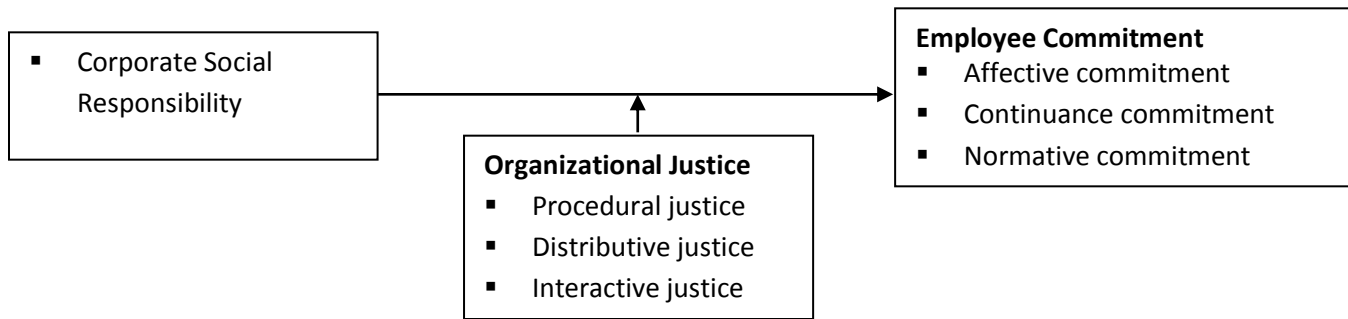 ▪ Corporate Social
Responsibility
Employee Commitment
▪ Affective commitment
▪ Continuance commitment
▪ Normative commitment
Organizational Justice
▪ Procedural justice
▪ Distributive justice
▪ Interactive justice